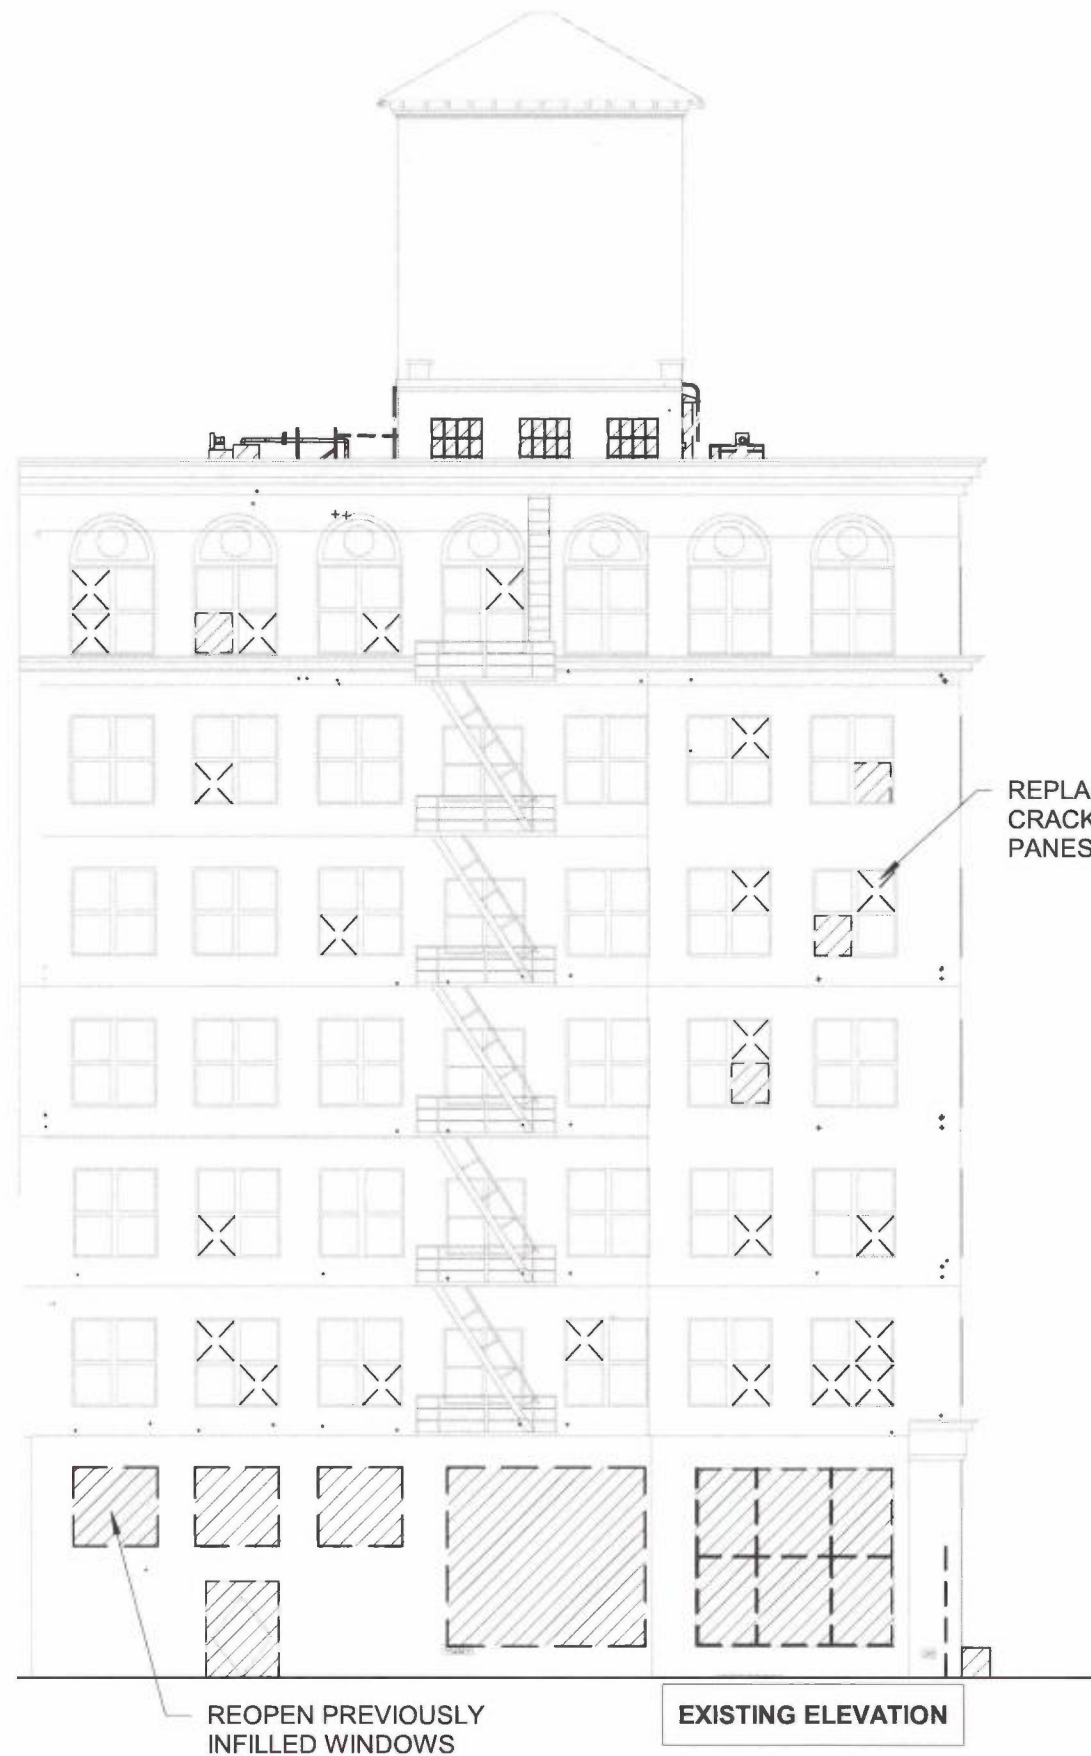 REPLA
CRACK
PANES
REOPEN PREVIOUSLY
INFILLED WINDOWS
EXISTING ELEVATION